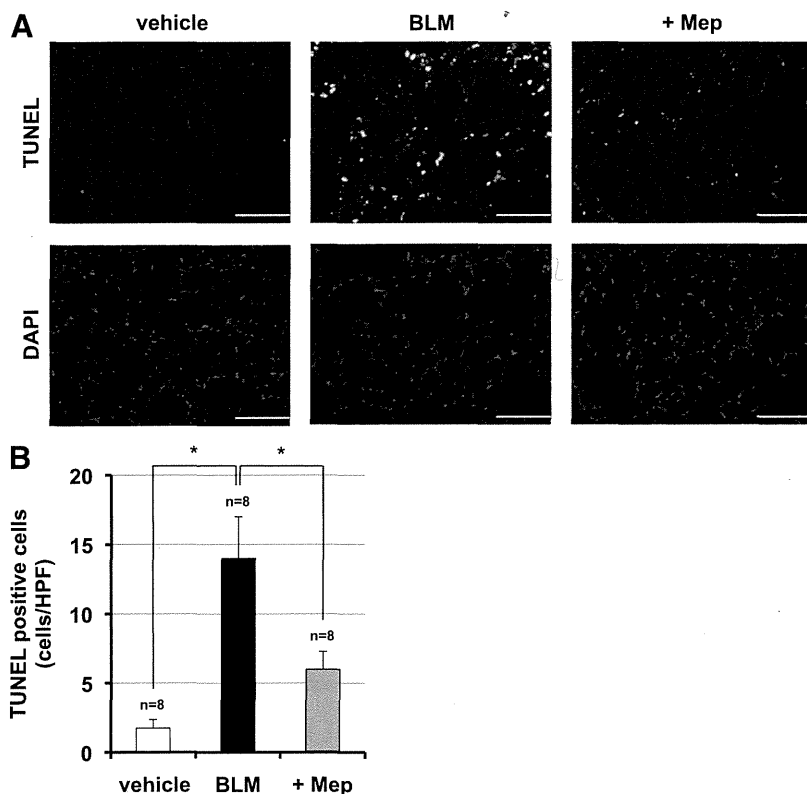 A
vehicle BLM + Mep
TUNEL
DAPI
B
* *
TUNEL positive cells
(cells/HPF)
20
15
10
5
0
n=8
n=8
n=8
vehicle BLM + Mep